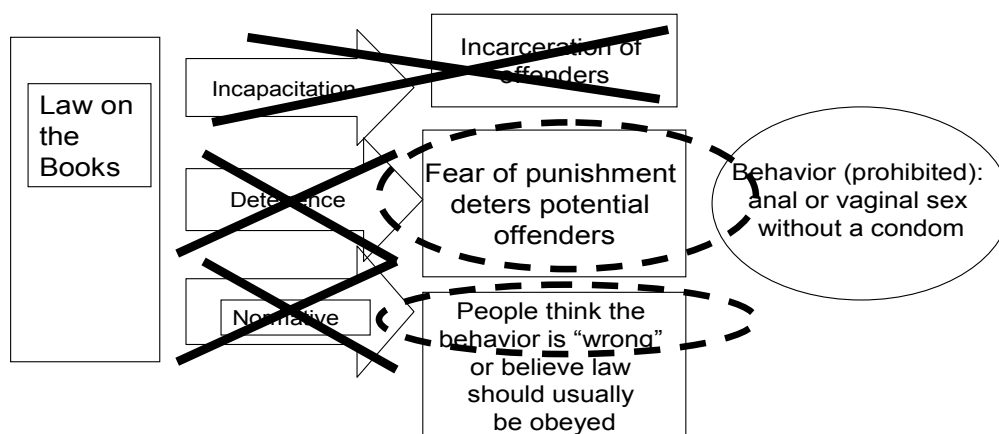 Law on
the
Books
Incapacitation
Incarceration of
offenders
Deterrence
Fear of punishment
deters potential
offenders
Behavior (prohibited):
anal or vaginal sex
without a condom
Normative
People think the
behavior is “wrong”
or believe law
should usually
be obeyed